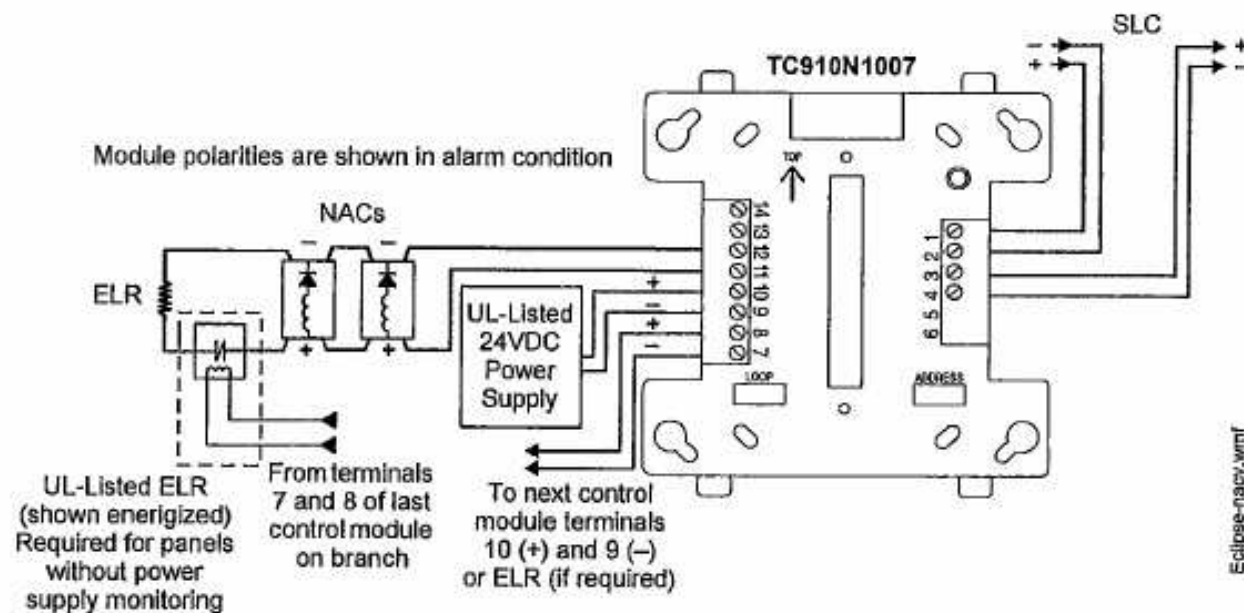 SLC
− +
+ −
TC910N1007
Module polarities are shown in alarm condition
TOP
NACs
− −
14
13
12
11
10
9
8
7
1
2
3
4
5
6
ELR
+
−
+
−
UL-Listed
24VDC
Power
Supply
+ +
LOOP
ADDRESS
From terminals
7 and 8 of last
control module
on branch
To next control
module terminals
10 (+) and 9 (−)
or ELR (if required)
UL-Listed ELR
(shown enerigized)
Required for panels
without power
supply monitoring
Eclipse-nacv.wmf